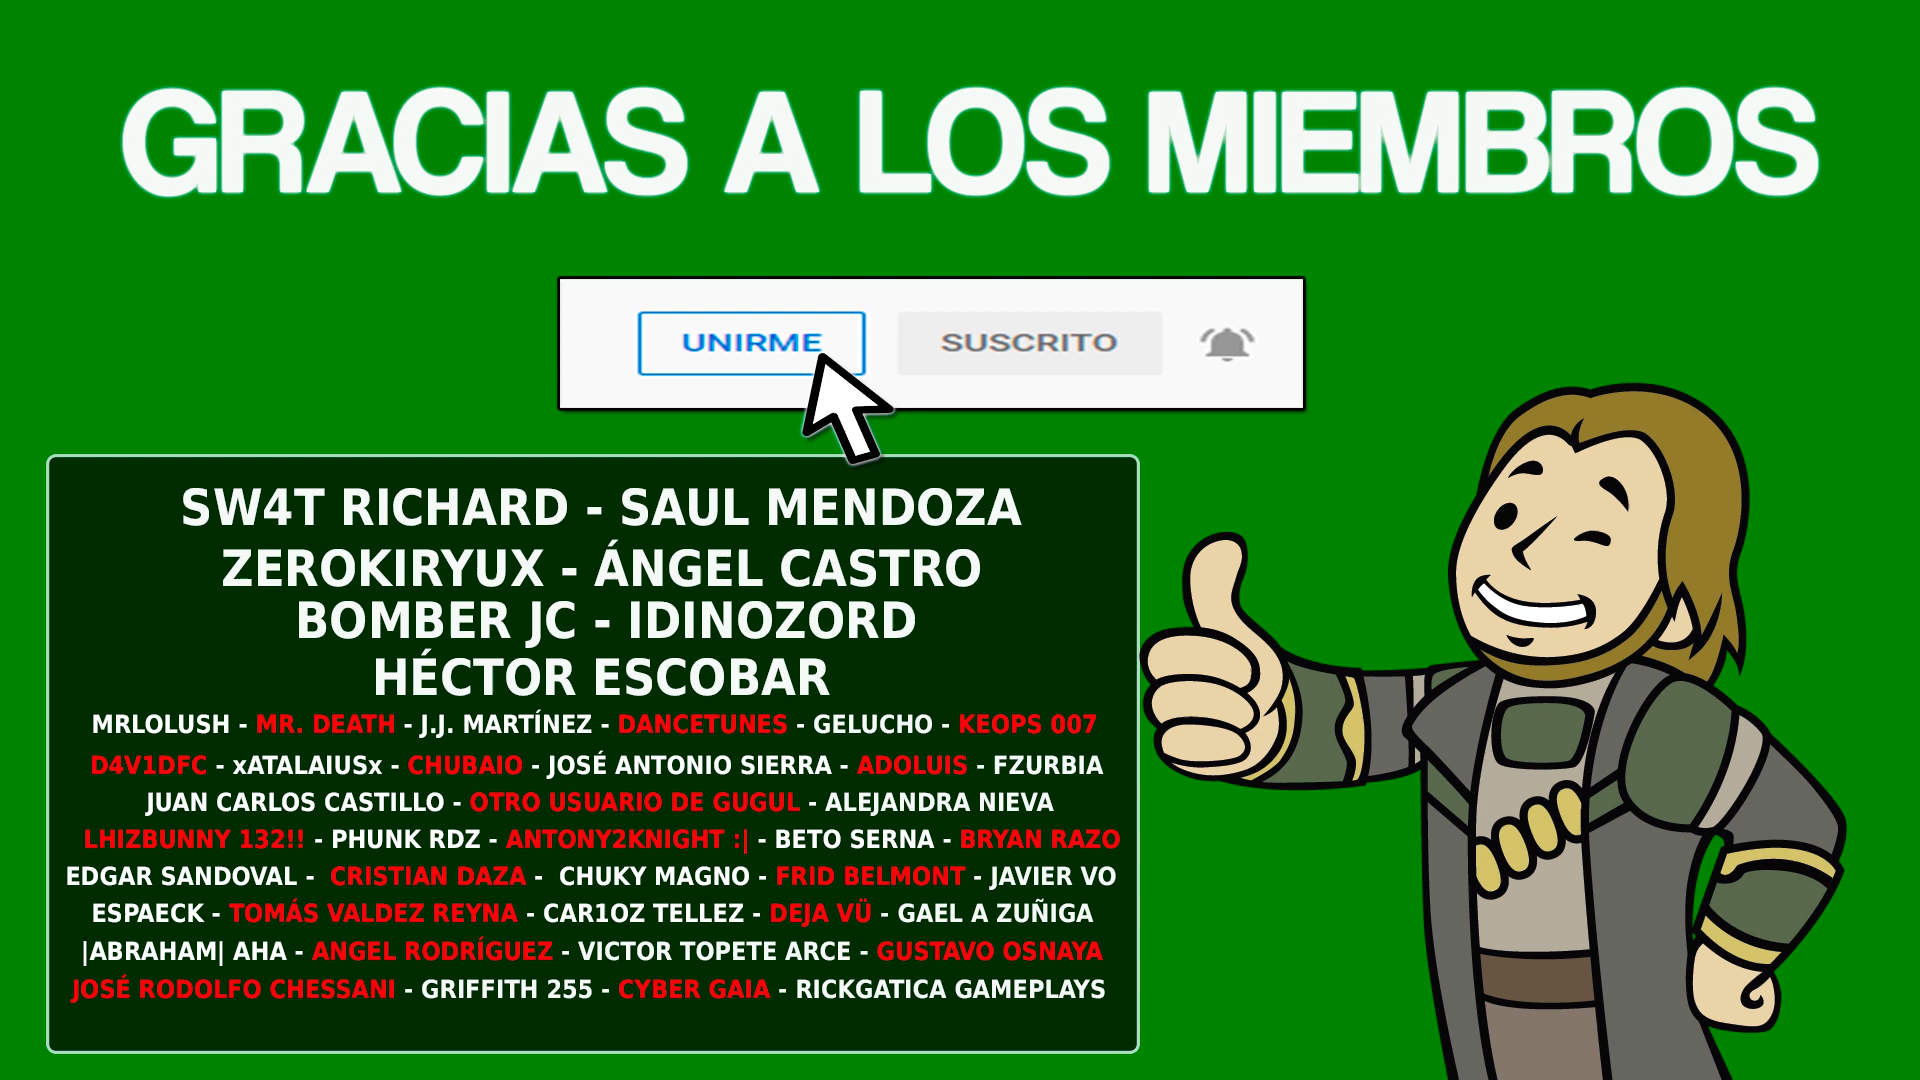 GRACIAS A LOS MIEMBROS
UNIRME SUSCRITO
SW4T RICHARD - SAUL MENDOZA
ZEROKIRYUX - ÁNGEL CASTRO
BOMBER JC - IDINOZORD
HÉCTOR ESCOBAR
MRLOLUSH - MR. DEATH - J.J. MARTÍNEZ - DANCETUNES - GELUCHO - KEOPS 007
D4V1DFC - xATALAIUSx - CHUBAIO - JOSÉ ANTONIO SIERRA - ADOLUIS - FZURBIA
JUAN CARLOS CASTILLO - OTRO USUARIO DE GUGUL - ALEJANDRA NIEVA
LHIZBUNNY 132!! - PHUNK RDZ - ANTONY2KNIGHT :| - BETO SERNA - BRYAN RAZO
EDGAR SANDOVAL - CRISTIAN DAZA - CHUKY MAGNO - FRID BELMONT - JAVIER VO
ESPAECK - TOMÁS VALDEZ REYNA - CAR1OZ TELLEZ - DEJA VÜ - GAEL A ZUÑIGA
|ABRAHAM| AHA - ANGEL RODRÍGUEZ - VICTOR TOPETE ARCE - GUSTAVO OSNAYA
JOSÉ RODOLFO CHESSANI - GRIFFITH 255 - CYBER GAIA - RICKGATICA GAMEPLAYS